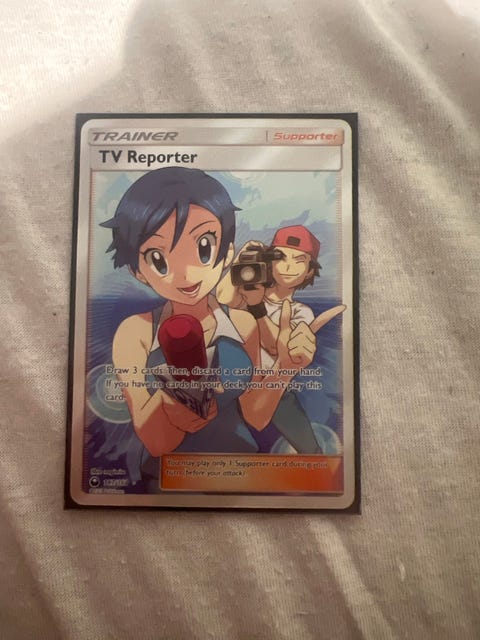 TRAINER
Supporter
TV Reporter
Draw 3 cards. Then, discard a card from your hand.
If you have no cards in your deck, you can't play this
card.
You may play only 1 Supporter card during your
turn (before your attack).
Illus.